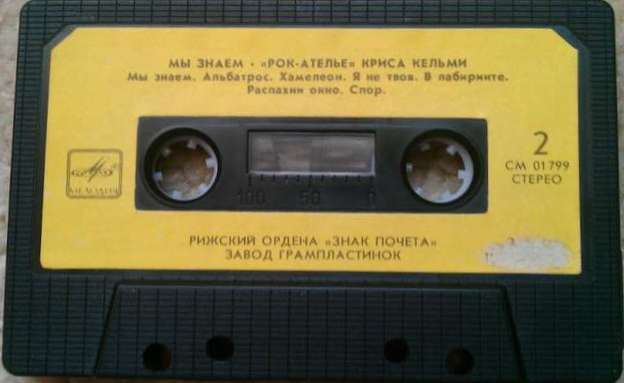 МЫ ЗНАЕМ • «РОК-АТЕЛЬЕ» КРИСА КЕЛЬМИ
Мы знаем. Альбатрос. Хамелеон. Я не твоя. В лабиринте.
Распахни окно. Спор.
2
СМ 01799
СТЕРЕО
МЕЛОДИЯ
100 50 0
РИЖСКИЙ ОРДЕНА «ЗНАК ПОЧЕТА»
ЗАВОД ГРАМПЛАСТИНОК